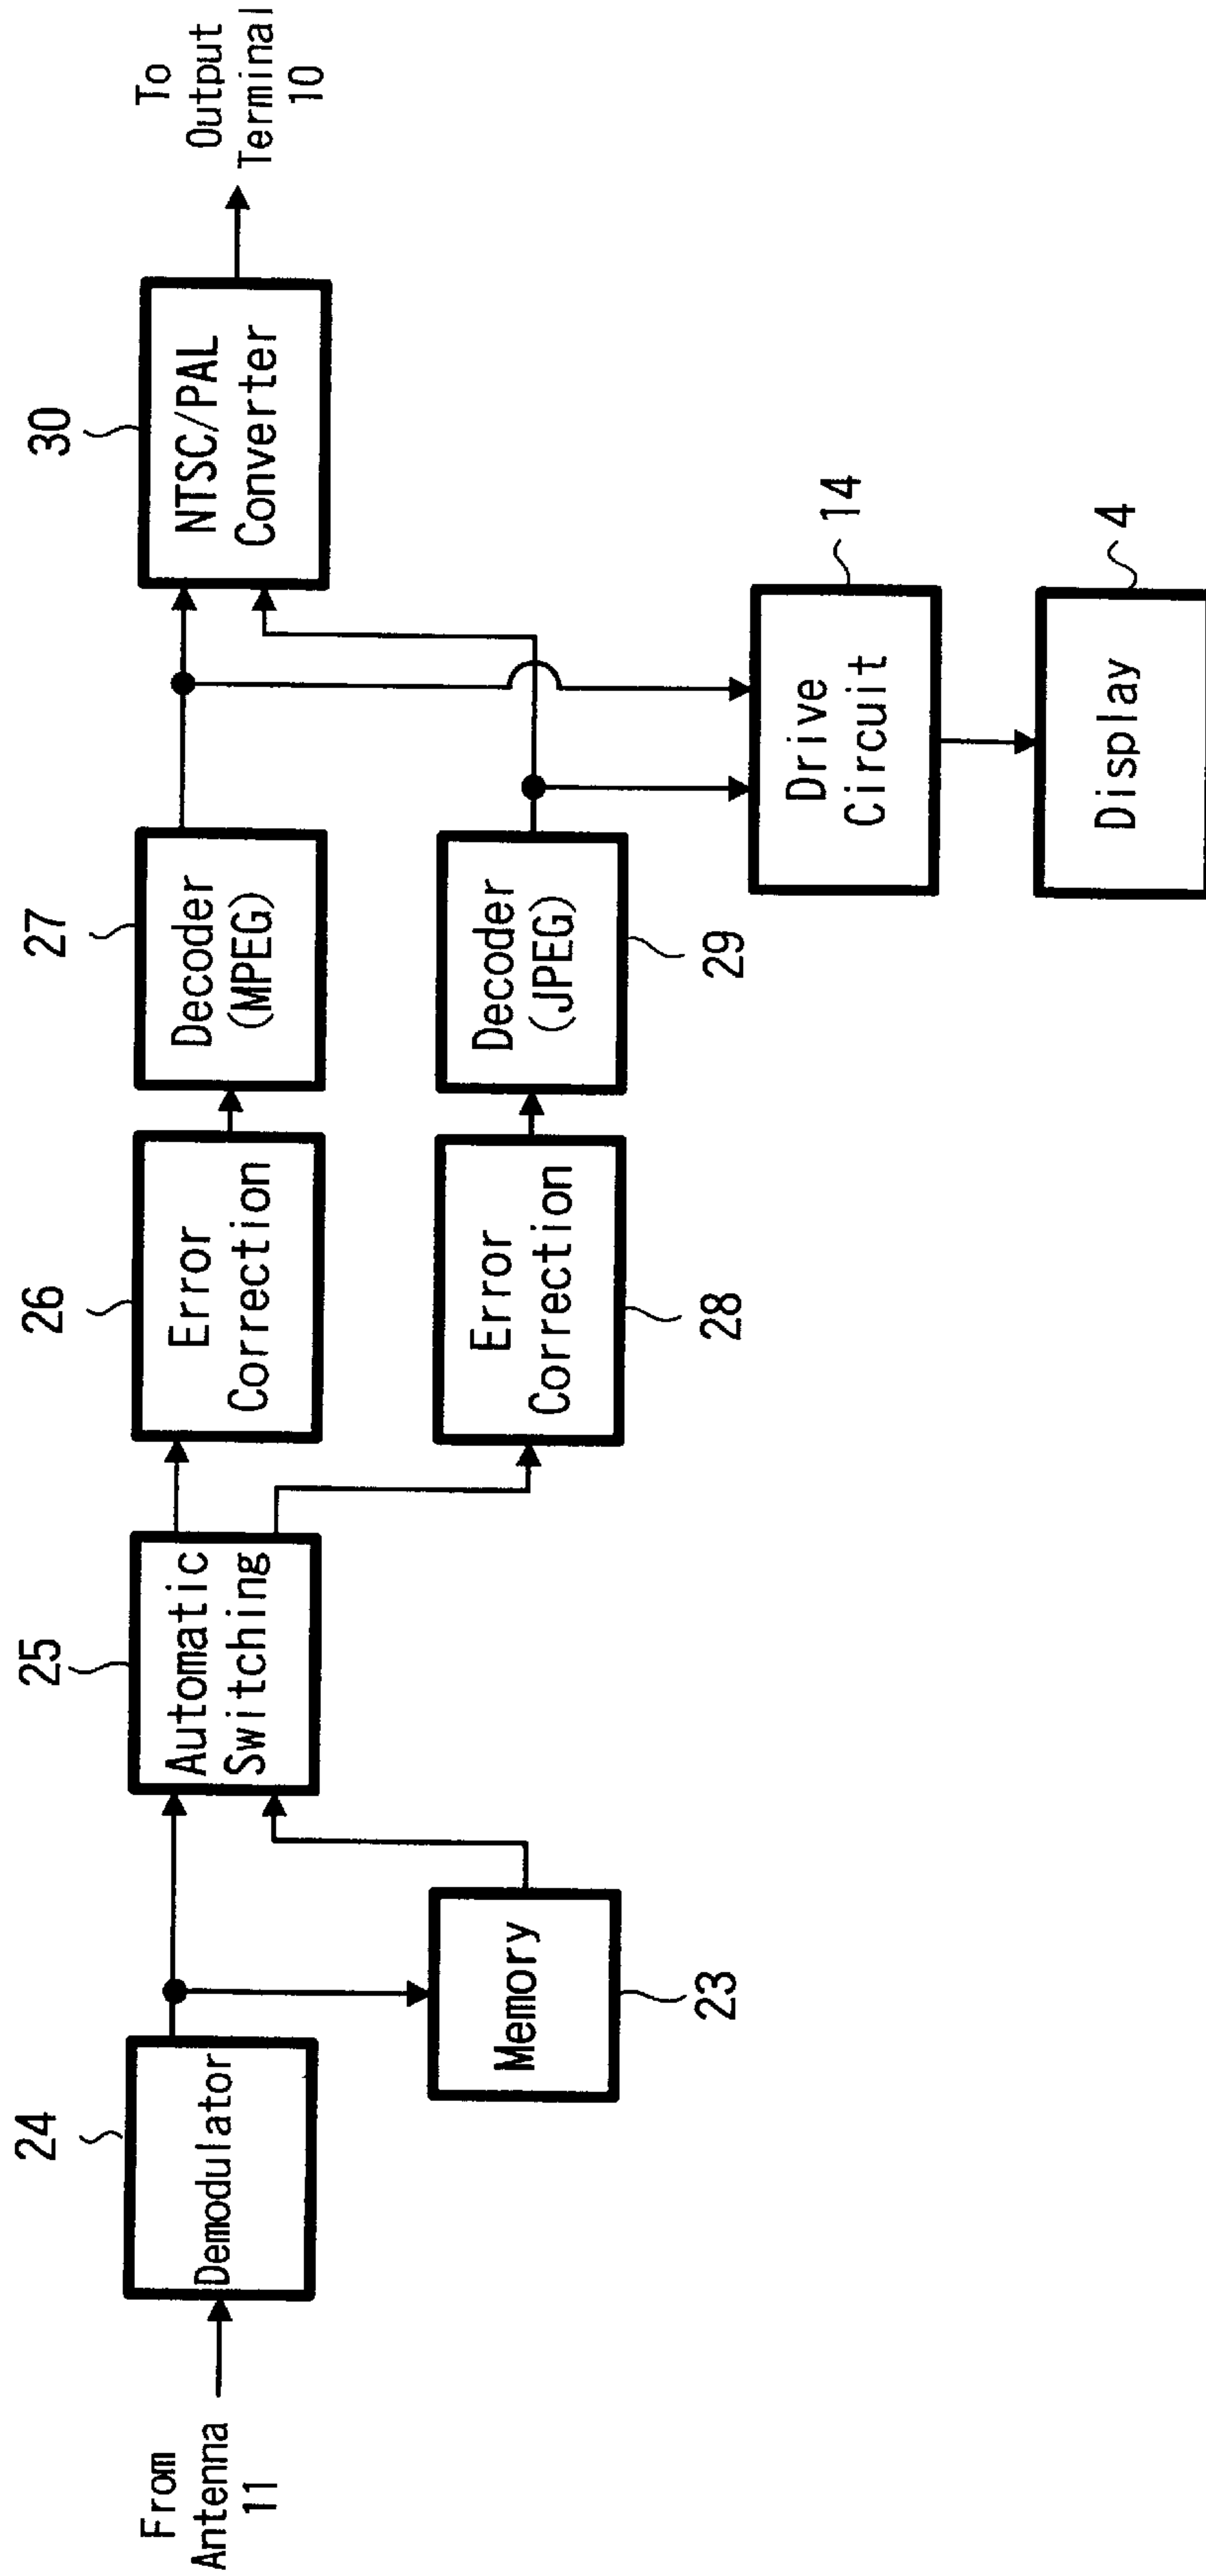 From
Antenna
11
24
Demodulator
Memory
23
25
Automatic
Switching
26
Error
Correction
Error
Correction
28
27
Decoder
(MPEG)
Decoder
(JPEG)
29
30
NTSC/PAL
Converter
To
Output
Terminal
10
Drive
Circuit
14
Display
4